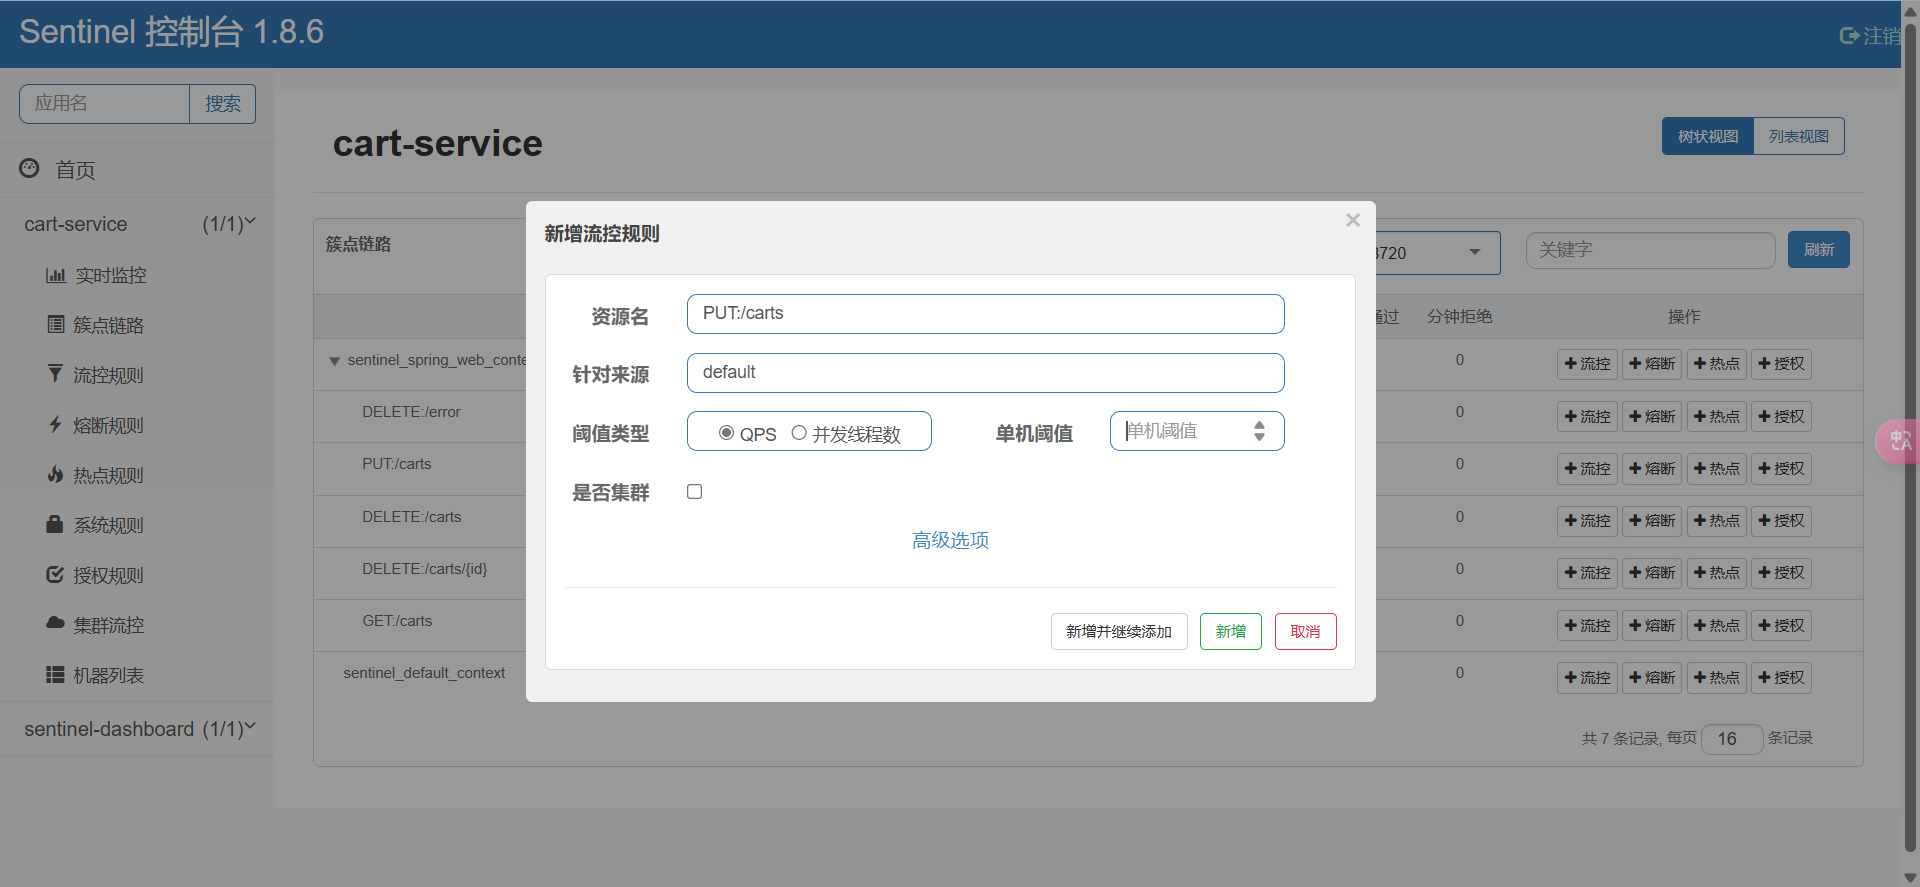 Sentinel 控制台 1.8.6
注销
应用名
搜索
首页
cart-service (1/1)
实时监控
簇点链路
流控规则
熔断规则
热点规则
系统规则
授权规则
集群流控
机器列表
sentinel-dashboard (1/1)
cart-service
树状视图 列表视图
簇点链路
关键字
刷新
分钟拒绝 操作
sentinel_spring_web_conte 0 流控 熔断 热点 授权
DELETE:/error 0 流控 熔断 热点 授权
PUT:/carts 0 流控 熔断 热点 授权
DELETE:/carts 0 流控 熔断 热点 授权
DELETE:/carts/{id} 0 流控 熔断 热点 授权
GET:/carts 0 流控 熔断 热点 授权
sentinel_default_context 0 流控 熔断 热点 授权
共 7 条记录, 每页 16 条记录
新增流控规则
×
资源名 PUT:/carts
针对来源 default
阈值类型 QPS 并发线程数 单机阈值 单机阈值
是否集群
高级选项
新增并继续添加 新增 取消
中A